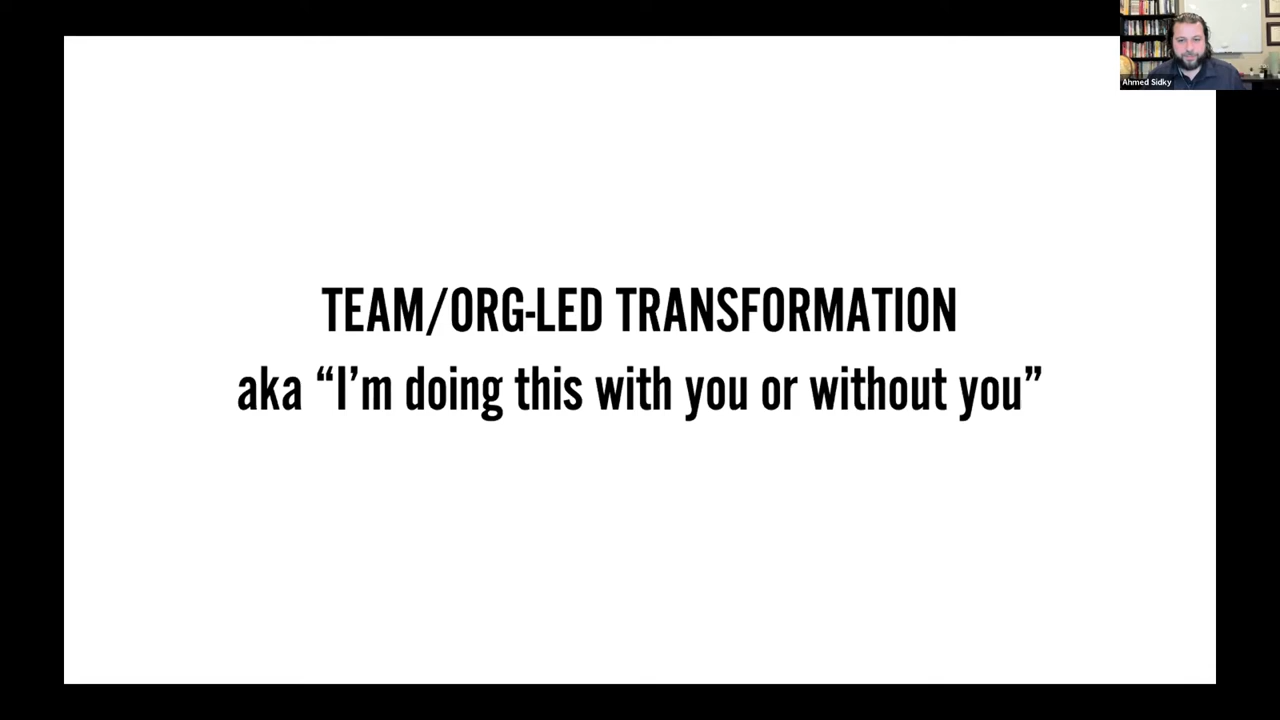 Ahmed Sidky
TEAM/ORG-LED TRANSFORMATION
aka “I’m doing this with you or without you”